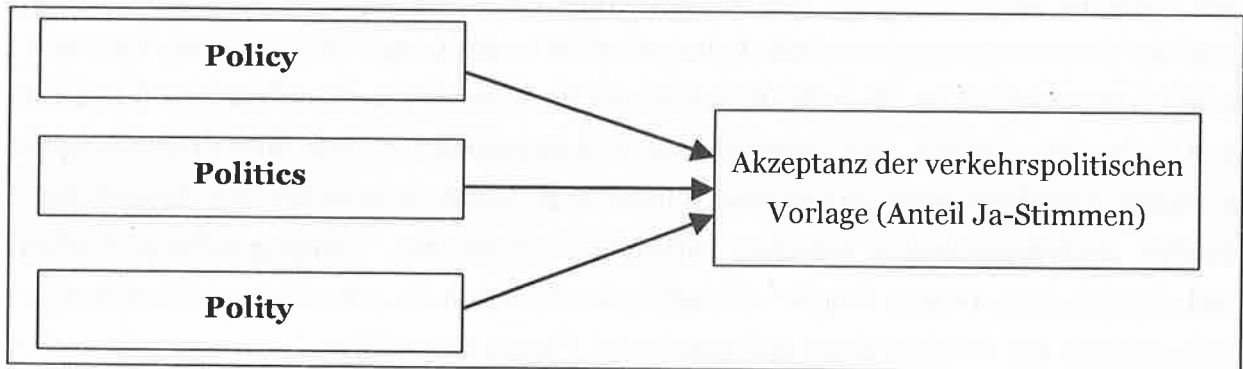 Policy
Politics
Polity
Akzeptanz der verkehrspolitischen
Vorlage (Anteil Ja-Stimmen)